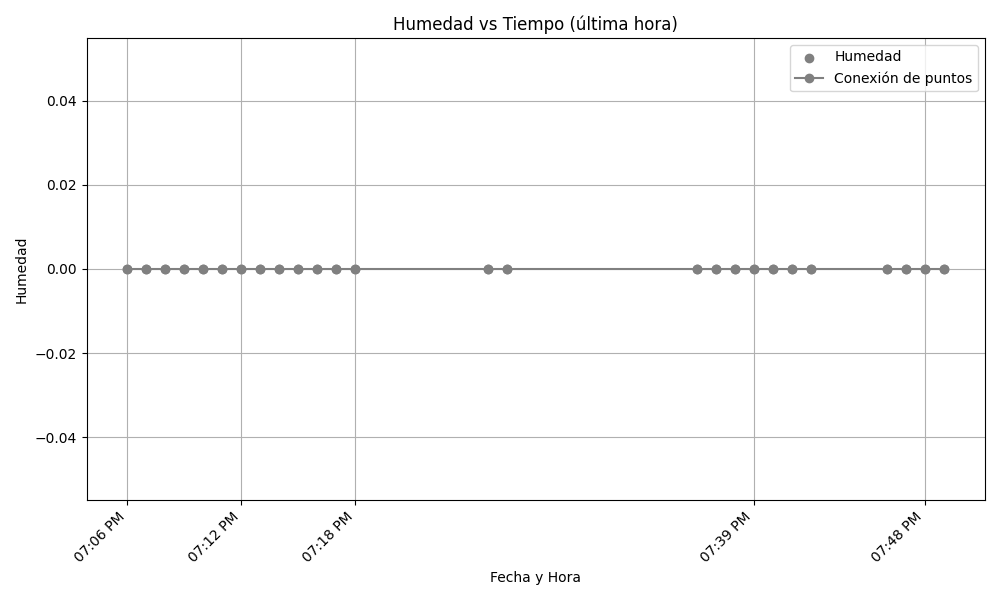 Humedad vs Tiempo (última hora)
Humedad
Conexión de puntos
0.04
0.02
0.00
−0.02
−0.04
Humedad
07:06 PM
07:12 PM
07:18 PM
07:39 PM
07:48 PM
Fecha y Hora